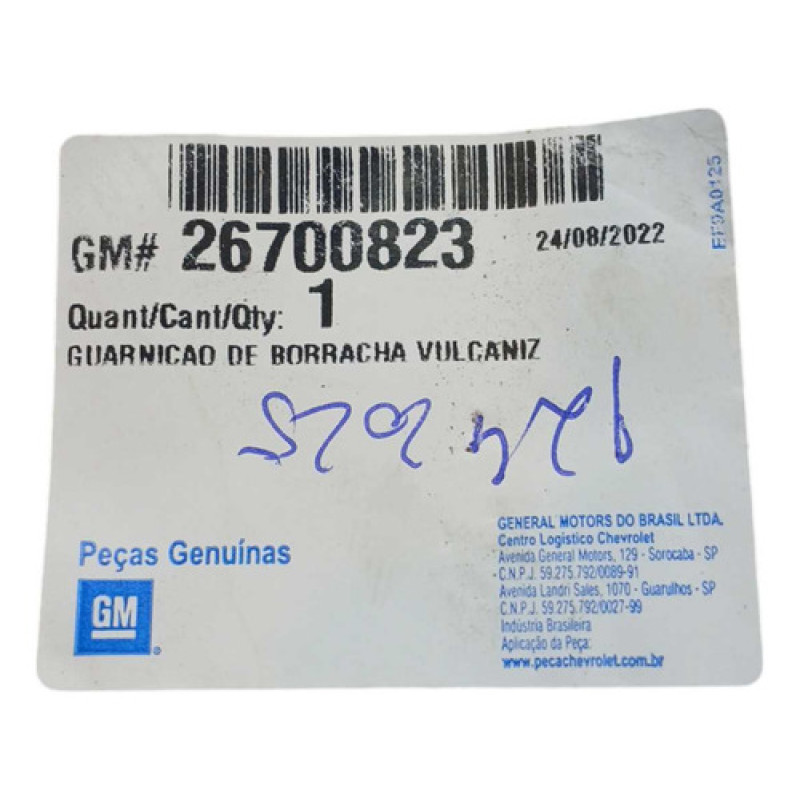 EF9A0125
GM# 26700823 24/08/2022
Quant/Cant/Qty: 1
GUARNICAO DE BORRACHA VULCANIZ
Peças Genuínas
GM
GENERAL MOTORS DO BRASIL LTDA.
Centro Logístico Chevrolet
Avenida General Motors, 129 - Sorocaba - SP
C.N.P.J. 59.275.792/0089-91
Avenida Landri Sales, 1070 - Guarulhos - SP
C.N.P.J. 59.275.792/0027-99
Indústria Brasileira
Aplicação da Peça:
www.pecachevrolet.com.br